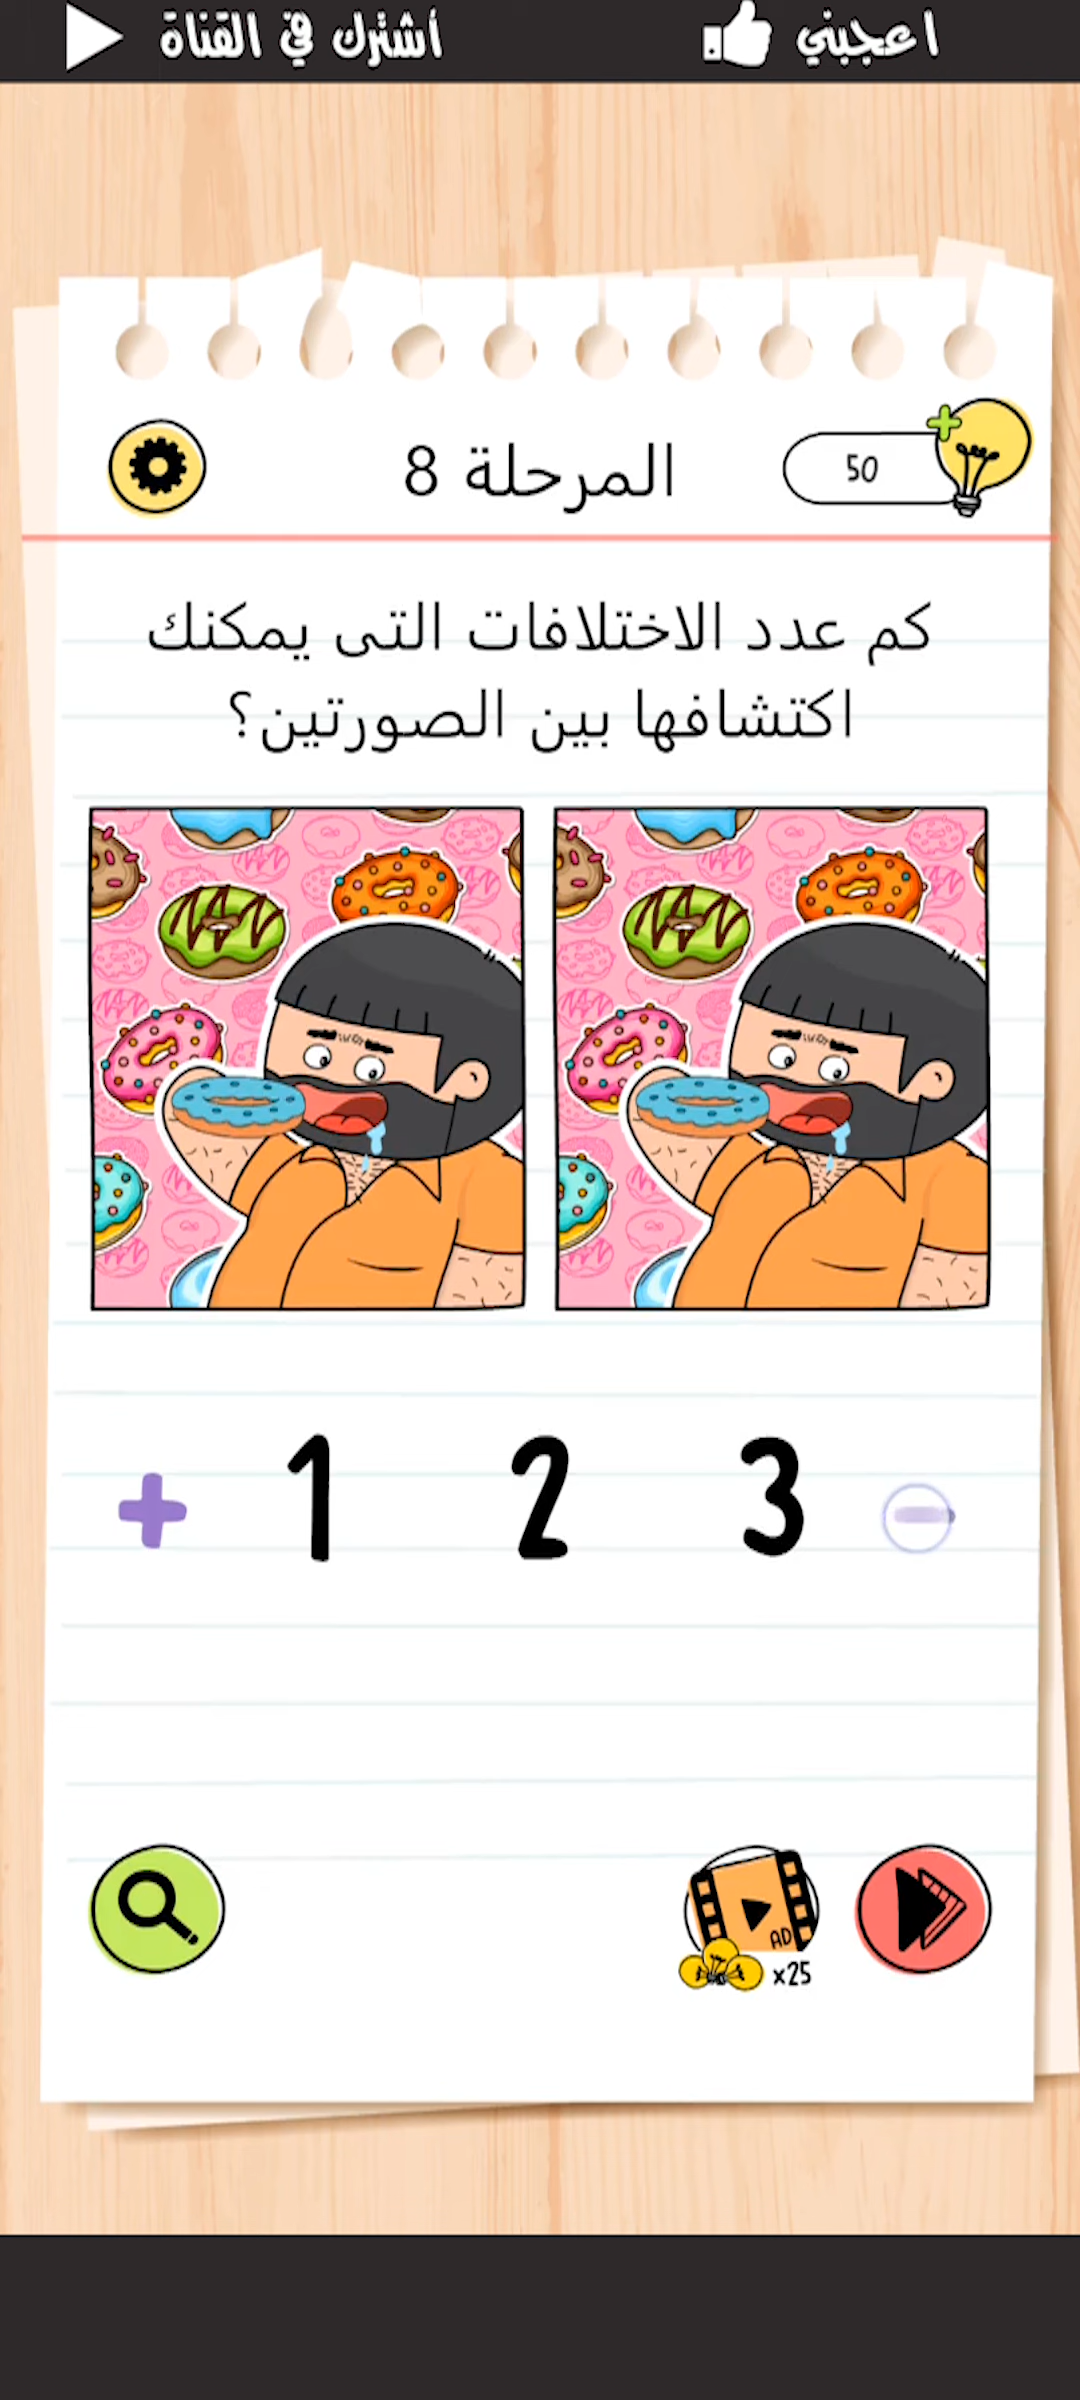 اعجبني
أشترك في القناة
المرحلة 8
50
كم عدد الاختلافات التى يمكنك
اكتشافها بين الصورتين؟
+ 1 2 3 -
AD
x25